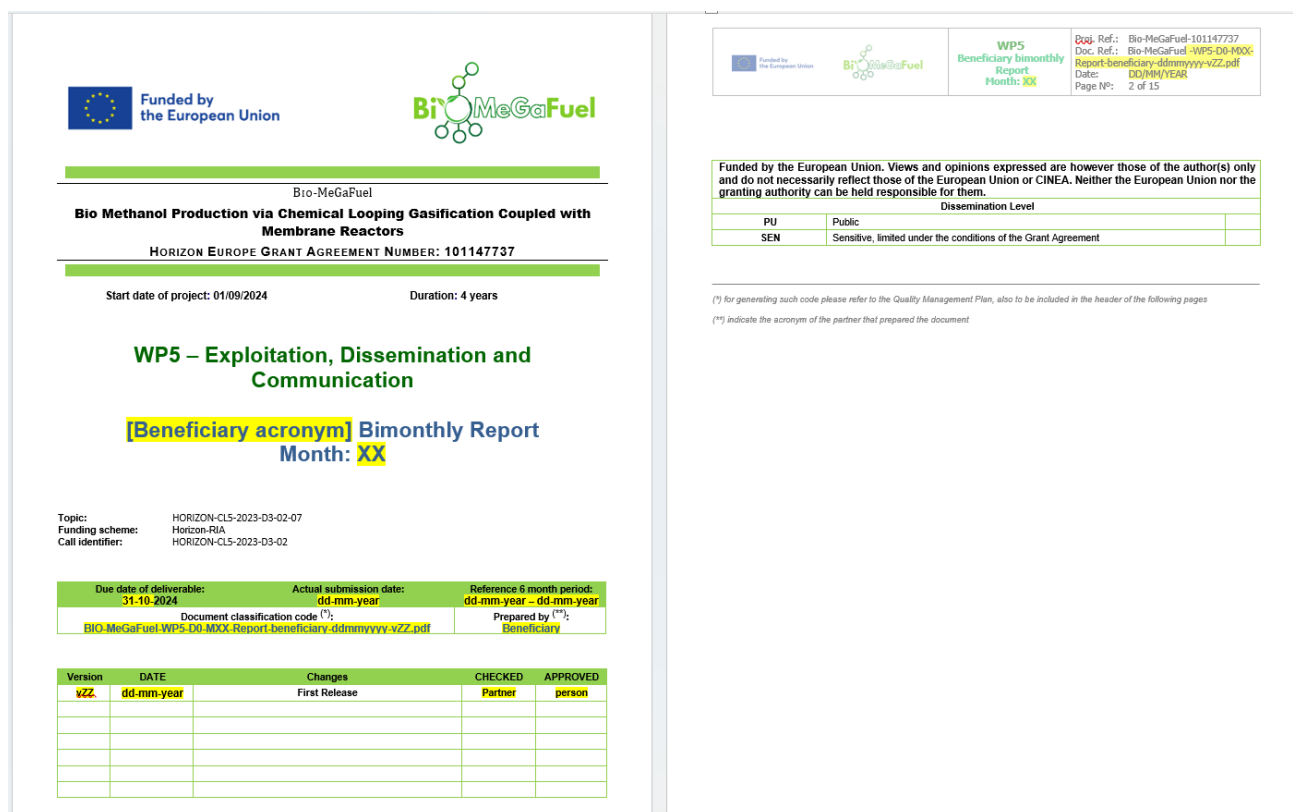 Funded by
the European Union
BiOMeGaFuel
BIO-MEGAFUEL
Bio Methanol Production via Chemical Looping Gasification Coupled with
Membrane Reactors
HORIZON EUROPE GRANT AGREEMENT NUMBER: 101147737
Start date of project: 01/09/2024 Duration: 4 years
WP5 – Exploitation, Dissemination and
Communication
[Beneficiary acronym] Bimonthly Report
Month: XX
Topic: HORIZON-CL5-2023-D3-02-07
Funding scheme: Horizon-RIA
Call identifier: HORIZON-CL5-2023-D3-02
Due date of deliverable: Actual submission date: Reference 6 month period:
31-10-2024 dd-mm-year dd-mm-year – dd-mm-year
Document classification code (*): Prepared by (**):
BIO-MeGaFuel-WP5-D0-MXX-Report-beneficiary-ddmmyyyy-vZZ.pdf Beneficiary
Version DATE Changes CHECKED APPROVED
vZZ dd-mm-year First Release Partner person
Funded by
the European Union
BiOMeGaFuel
WP5
Beneficiary bimonthly
Report
Month: XX
Proj. Ref.: Bio-MeGaFuel-101147737
Doc. Ref.: Bio-MeGaFuel -WP5-D0-MXX-
Report-beneficiary-ddmmyyyy-vZZ.pdf
Date: DD/MM/YEAR
Page Nº: 2 of 15
Funded by the European Union. Views and opinions expressed are however those of the author(s) only
and do not necessarily reflect those of the European Union or CINEA. Neither the European Union nor the
granting authority can be held responsible for them.
Dissemination Level
PU Public
SEN Sensitive, limited under the conditions of the Grant Agreement
(*) for generating such code please refer to the Quality Management Plan, also to be included in the header of the following pages
(**) indicate the acronym of the partner that prepared the document